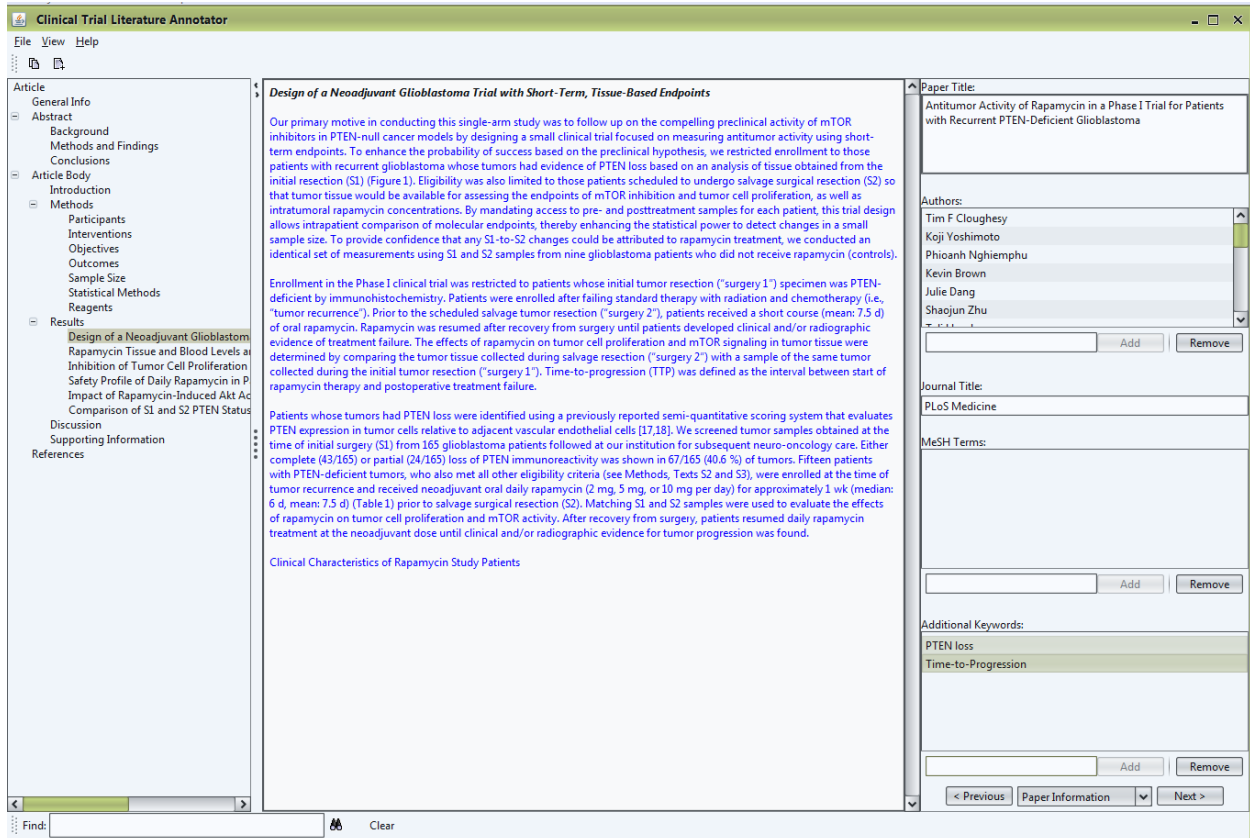 Clinical Trial Literature Annotator
File View Help
Article
General Info
Abstract
Background
Methods and Findings
Conclusions
Article Body
Introduction
Methods
Participants
Interventions
Objectives
Outcomes
Sample Size
Statistical Methods
Reagents
Results
Design of a Neoadjuvant Glioblastom
Rapamycin Tissue and Blood Levels a
Inhibition of Tumor Cell Proliferation
Safety Profile of Daily Rapamycin in P
Impact of Rapamycin-Induced Akt Ac
Comparison of S1 and S2 PTEN Status
Discussion
Supporting Information
References
Design of a Neoadjuvant Glioblastoma Trial with Short-Term, Tissue-Based Endpoints
Our primary motive in conducting this single-arm study was to follow up on the compelling preclinical activity of mTOR
inhibitors in PTEN-null cancer models by designing a small clinical trial focused on measuring antitumor activity using short-
term endpoints. To enhance the probability of success based on the preclinical hypothesis, we restricted enrollment to those
patients with recurrent glioblastoma whose tumors had evidence of PTEN loss based on an analysis of tissue obtained from the
initial resection (S1) (Figure 1). Eligibility was also limited to those patients scheduled to undergo salvage surgical resection (S2) so
that tumor tissue would be available for assessing the endpoints of mTOR inhibition and tumor cell proliferation, as well as
intratumoral rapamycin concentrations. By mandating access to pre- and posttreatment samples for each patient, this trial design
allows intrapatient comparison of molecular endpoints, thereby enhancing the statistical power to detect changes in a small
sample size. To provide confidence that any S1-to-S2 changes could be attributed to rapamycin treatment, we conducted an
identical set of measurements using S1 and S2 samples from nine glioblastoma patients who did not receive rapamycin (controls).
Enrollment in the Phase I clinical trial was restricted to patients whose initial tumor resection ("surgery 1") specimen was PTEN-
deficient by immunohistochemistry. Patients were enrolled after failing standard therapy with radiation and chemotherapy (i.e.,
"tumor recurrence"). Prior to the scheduled salvage tumor resection ("surgery 2"), patients received a short course (mean: 7.5 d)
of oral rapamycin. Rapamycin was resumed after recovery from surgery until patients developed clinical and/or radiographic
evidence of treatment failure. The effects of rapamycin on tumor cell proliferation and mTOR signaling in tumor tissue were
determined by comparing the tumor tissue collected during salvage resection ("surgery 2") with a sample of the same tumor
collected during the initial tumor resection ("surgery 1"). Time-to-progression (TTP) was defined as the interval between start of
rapamycin therapy and postoperative treatment failure.
Patients whose tumors had PTEN loss were identified using a previously reported semi-quantitative scoring system that evaluates
PTEN expression in tumor cells relative to adjacent vascular endothelial cells [17,18]. We screened tumor samples obtained at the
time of initial surgery (S1) from 165 glioblastoma patients followed at our institution for subsequent neuro-oncology care. Either
complete (43/165) or partial (24/165) loss of PTEN immunoreactivity was shown in 67/165 (40.6 %) of tumors. Fifteen patients
with PTEN-deficient tumors, who also met all other eligibility criteria (see Methods, Texts S2 and S3), were enrolled at the time of
tumor recurrence and received neoadjuvant oral daily rapamycin (2 mg, 5 mg, or 10 mg per day) for approximately 1 wk (median:
6 d, mean: 7.5 d) (Table 1) prior to salvage surgical resection (S2). Matching S1 and S2 samples were used to evaluate the effects
of rapamycin on tumor cell proliferation and mTOR activity. After recovery from surgery, patients resumed daily rapamycin
treatment at the neoadjuvant dose until clinical and/or radiographic evidence for tumor progression was found.
Clinical Characteristics of Rapamycin Study Patients
Paper Title:
Antitumor Activity of Rapamycin in a Phase I Trial for Patients
with Recurrent PTEN-Deficient Glioblastoma
Authors:
Tim F Cloughesy
Koji Yoshimoto
Phioanh Nghiemphu
Kevin Brown
Julie Dang
Shaojun Zhu
Add Remove
Journal Title:
PLoS Medicine
MeSH Terms:
Add Remove
Additional Keywords:
PTEN loss
Time-to-Progression
Add Remove
< Previous Paper Information Next >
Find: Clear